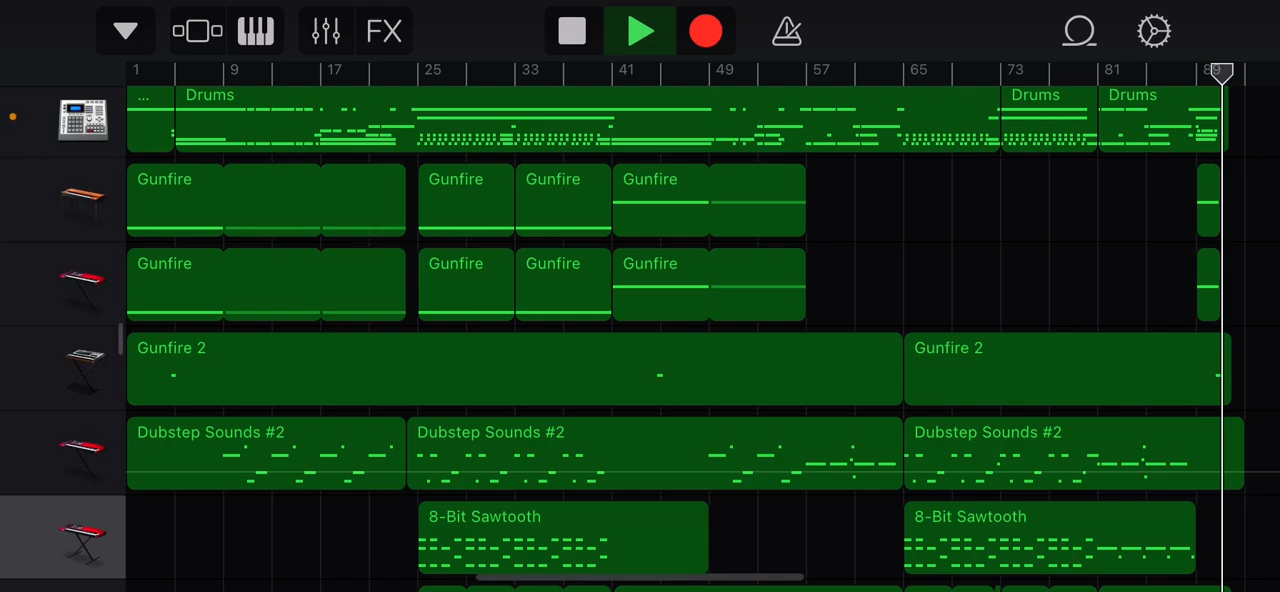 FX
1 9 17 25 33 41 49 57 65 73 81 89
... Drums Drums Drums
Gunfire Gunfire Gunfire Gunfire
Gunfire Gunfire Gunfire Gunfire
Gunfire 2 Gunfire 2
Dubstep Sounds #2 Dubstep Sounds #2 Dubstep Sounds #2
8-Bit Sawtooth 8-Bit Sawtooth